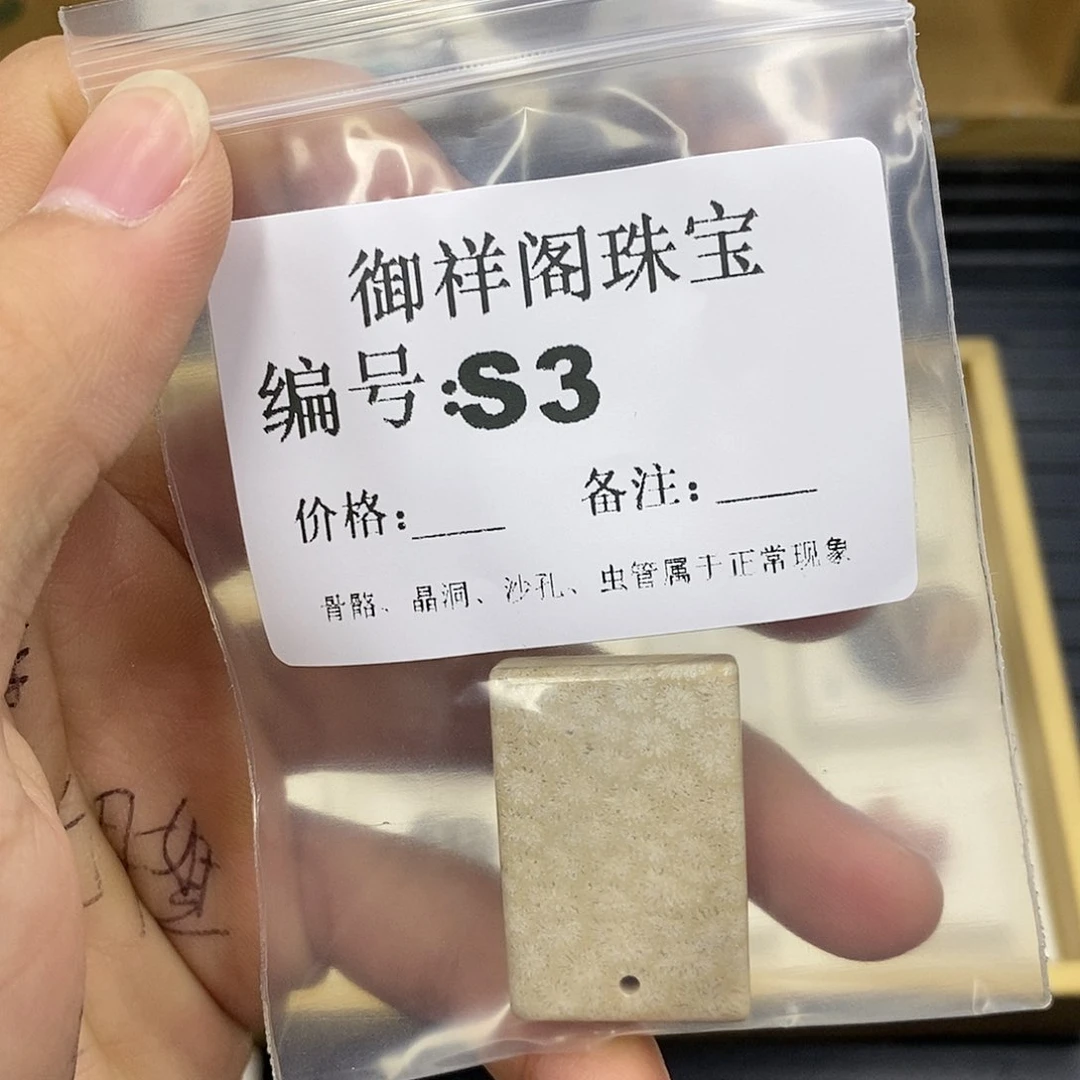 御祥阁珠宝
编号:S3
价格:___ 备注:____
骨骼、晶洞、沙孔、虫管属于正常现象